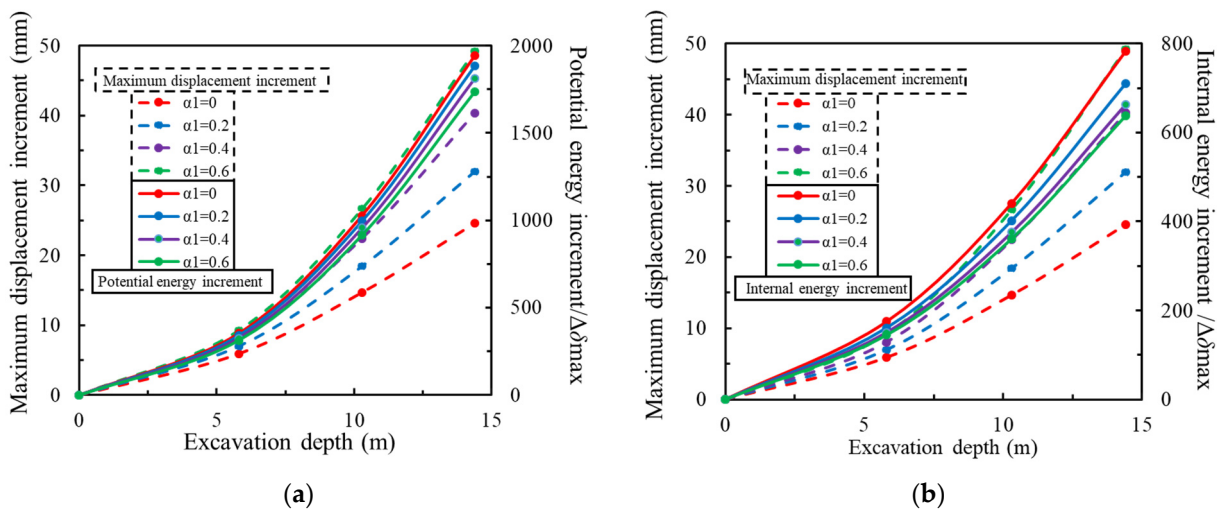 Maximum displacement increment (mm)
50
40
30
20
10
0
Maximum displacement increment
α1=0
α1=0.2
α1=0.4
α1=0.6
α1=0
α1=0.2
α1=0.4
α1=0.6
Potential energy increment
2000
1500
1000
500
0
Potential energy increment/Δδmax
0
5
10
15
Excavation depth (m)
(a)
Maximum displacement increment (mm)
50
40
30
20
10
0
Maximum displacement increment
α1=0
α1=0.2
α1=0.4
α1=0.6
α1=0
α1=0.2
α1=0.4
α1=0.6
Internal energy increment
800
600
400
200
0
Internal energy increment /Δδmax
0
5
10
15
Excavation depth (m)
(b)